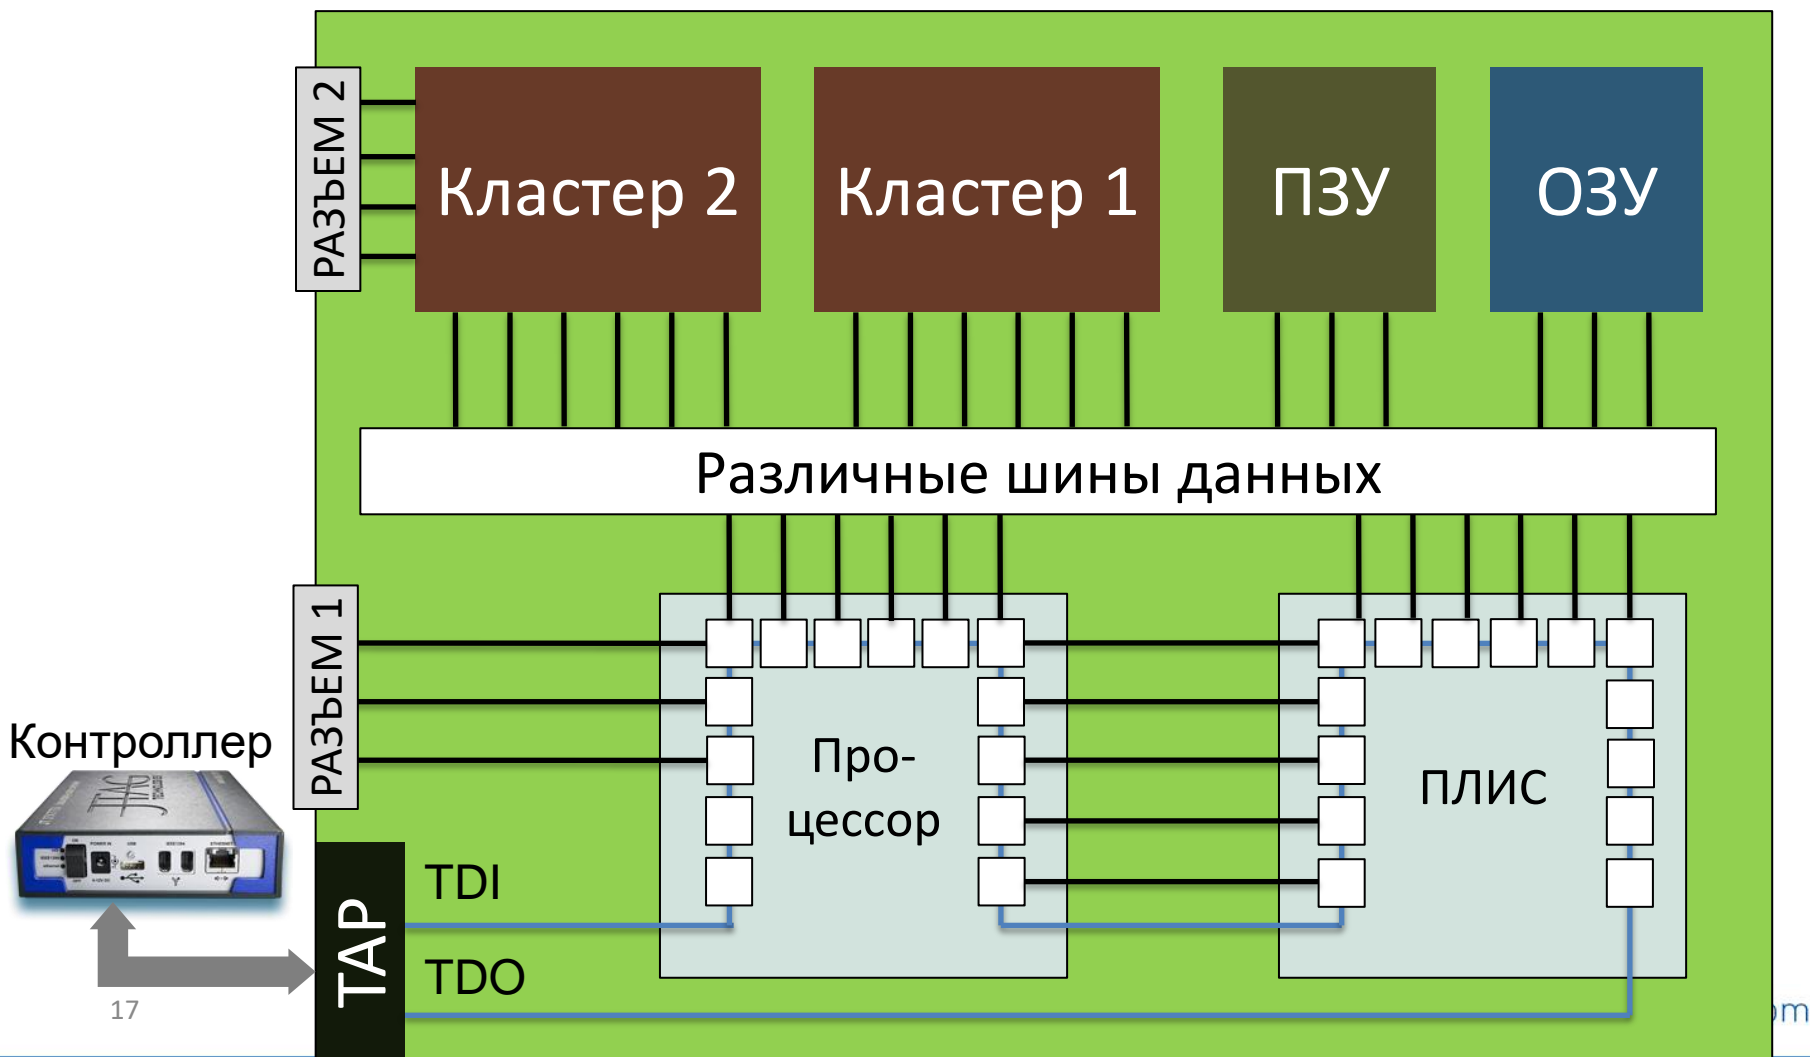 РАЗЪЕМ 2
Кластер 2
Кластер 1
ПЗУ
ОЗУ
Различные шины данных
РАЗЪЕМ 1
Контроллер
JTAG
Про-
цессор
ПЛИС
TAP
TDI
TDO
17